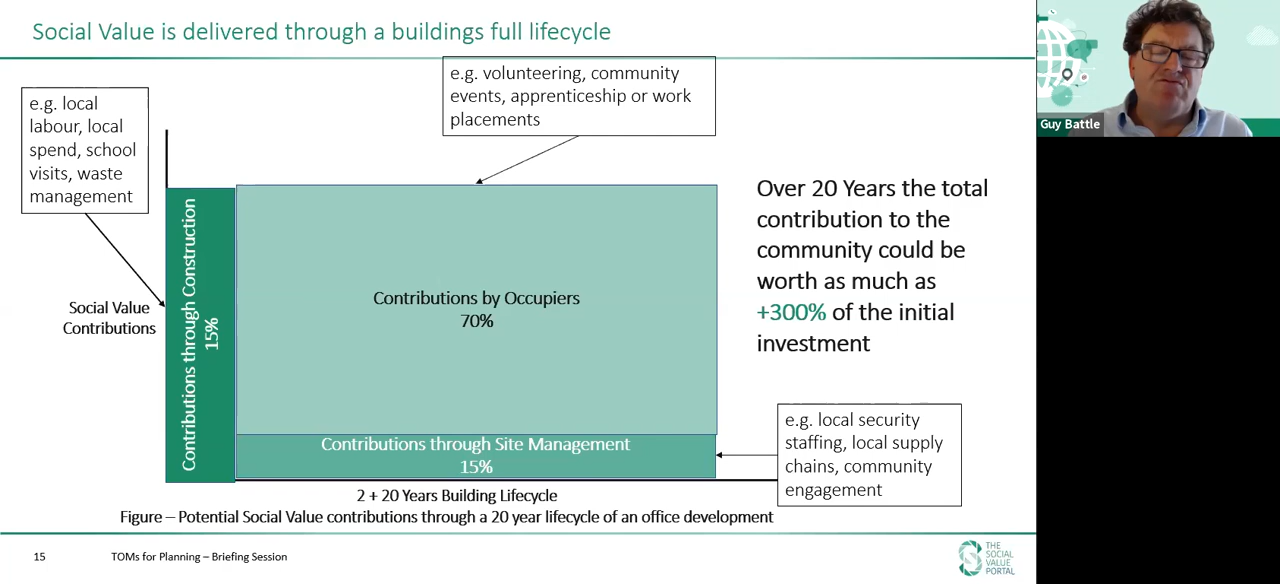 Social Value is delivered through a buildings full lifecycle
e.g. local
labour, local
spend, school
visits, waste
management
e.g. volunteering, community
events, apprenticeship or work
placements
Social Value
Contributions
Contributions through Construction
15%
Contributions by Occupiers
70%
Contributions through Site Management
15%
Over 20 Years the total
contribution to the
community could be
worth as much as
+300% of the initial
investment
e.g. local security
staffing, local supply
chains, community
engagement
2 + 20 Years Building Lifecycle
Figure – Potential Social Value contributions through a 20 year lifecycle of an office development
15
TOMs for Planning – Briefing Session
THE
SOCIAL
VALUE
PORTAL
Guy Battle